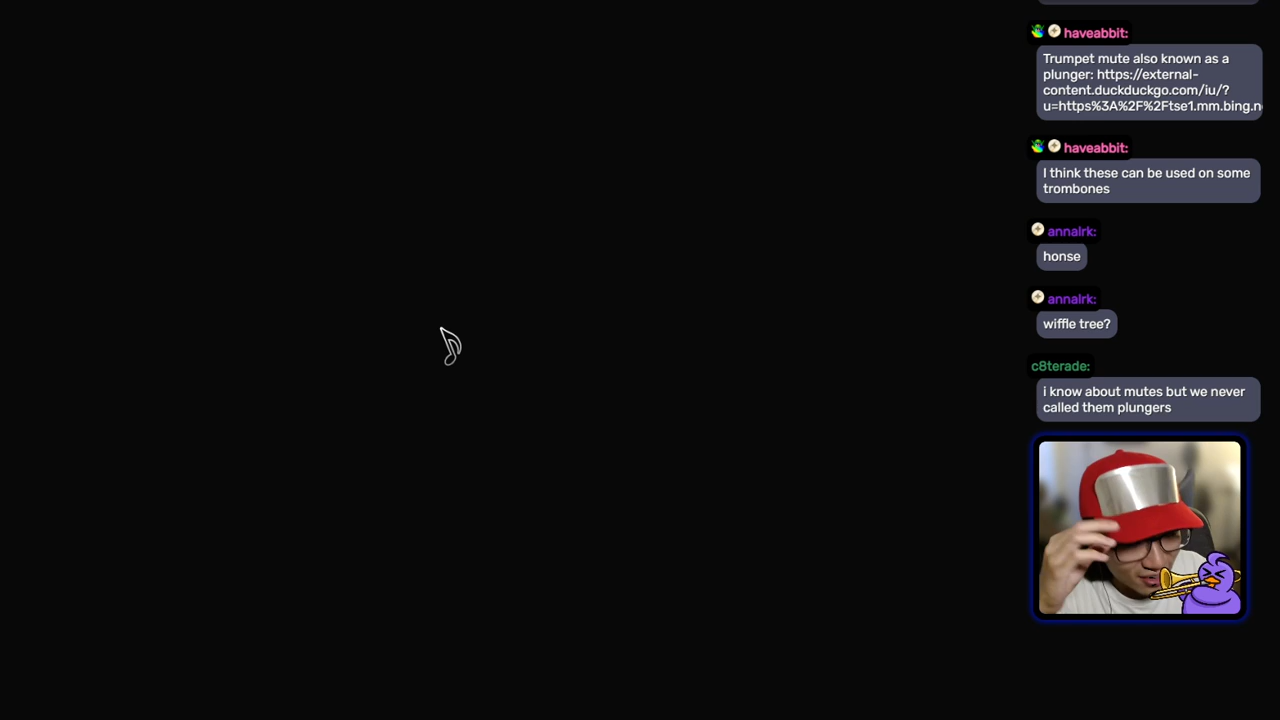 haveabbit:
Trumpet mute also known as a
plunger: https://external-
content.duckduckgo.com/iu/?
u=https%3A%2F%2Ftse1.mm.bing.n
haveabbit:
I think these can be used on some
trombones
annalrk:
honse
annalrk:
wiffle tree?
c8terade:
i know about mutes but we never
called them plungers